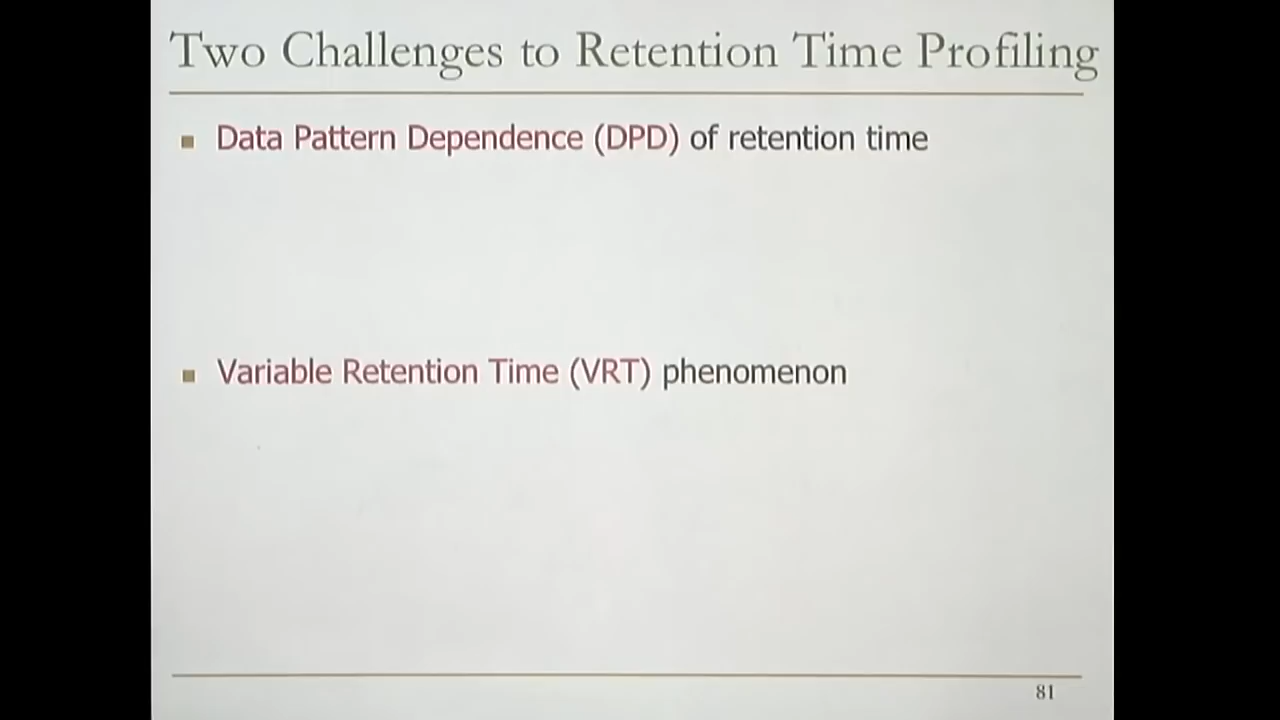 Two Challenges to Retention Time Profiling
Data Pattern Dependence (DPD) of retention time
Variable Retention Time (VRT) phenomenon
81